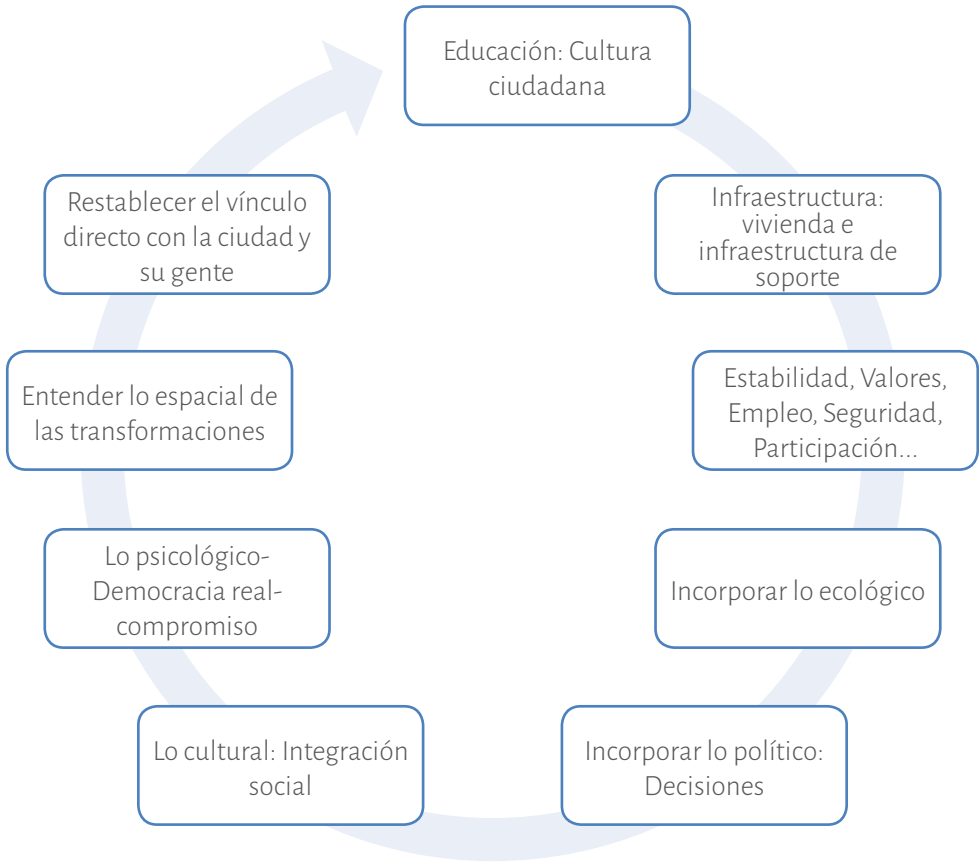 Educación: Cultura
ciudadana
Infraestructura:
vivienda e
infraestructura de
soporte
Estabilidad, Valores,
Empleo, Seguridad,
Participación...
Incorporar lo ecológico
Incorporar lo político:
Decisiones
Lo cultural: Integración
social
Lo psicológico-
Democracia real-
compromiso
Entender lo espacial de
las transformaciones
Restablecer el vínculo
directo con la ciudad y
su gente